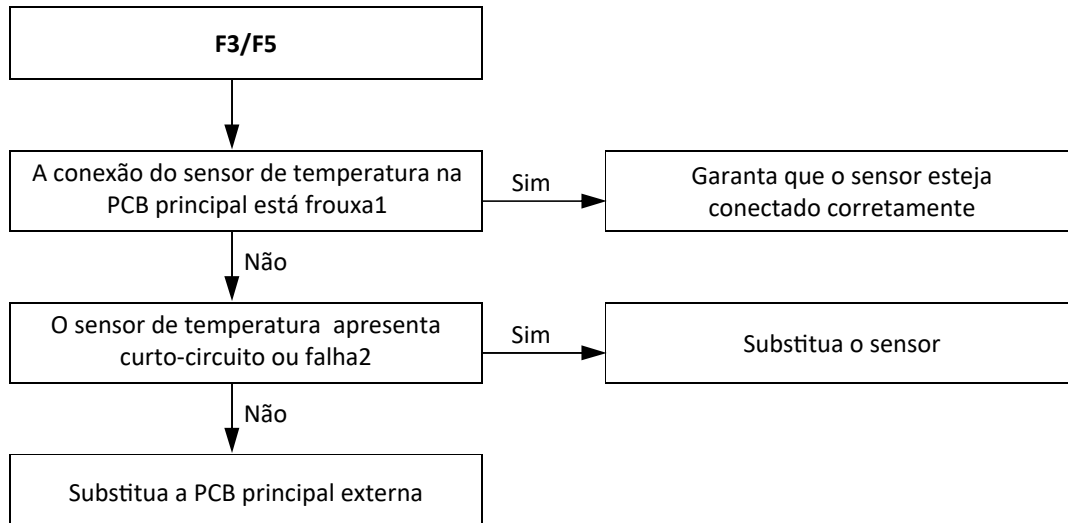 F3/F5
A conexão do sensor de temperatura na
PCB principal está frouxa1
Sim
Garanta que o sensor esteja
conectado corretamente
Não
O sensor de temperatura  apresenta
curto-circuito ou falha2
Sim
Substitua o sensor
Não
Substitua a PCB principal externa